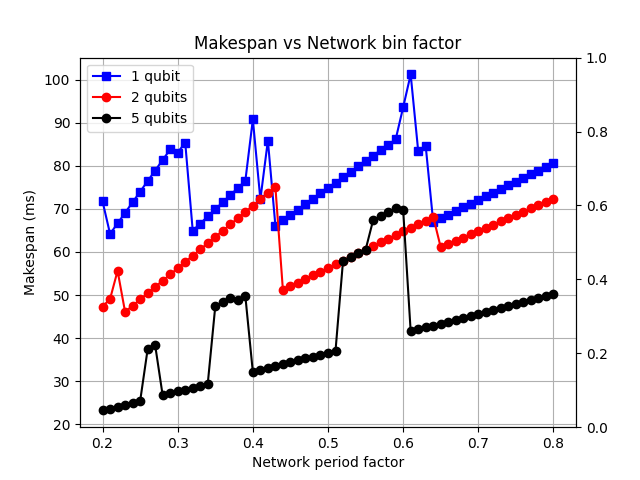 Makespan vs Network bin factor
1 qubit
2 qubits
5 qubits
Makespan (ms)
100
90
80
70
60
50
40
30
20
1.0
0.8
0.6
0.4
0.2
0.0
0.2 0.3 0.4 0.5 0.6 0.7 0.8
Network period factor